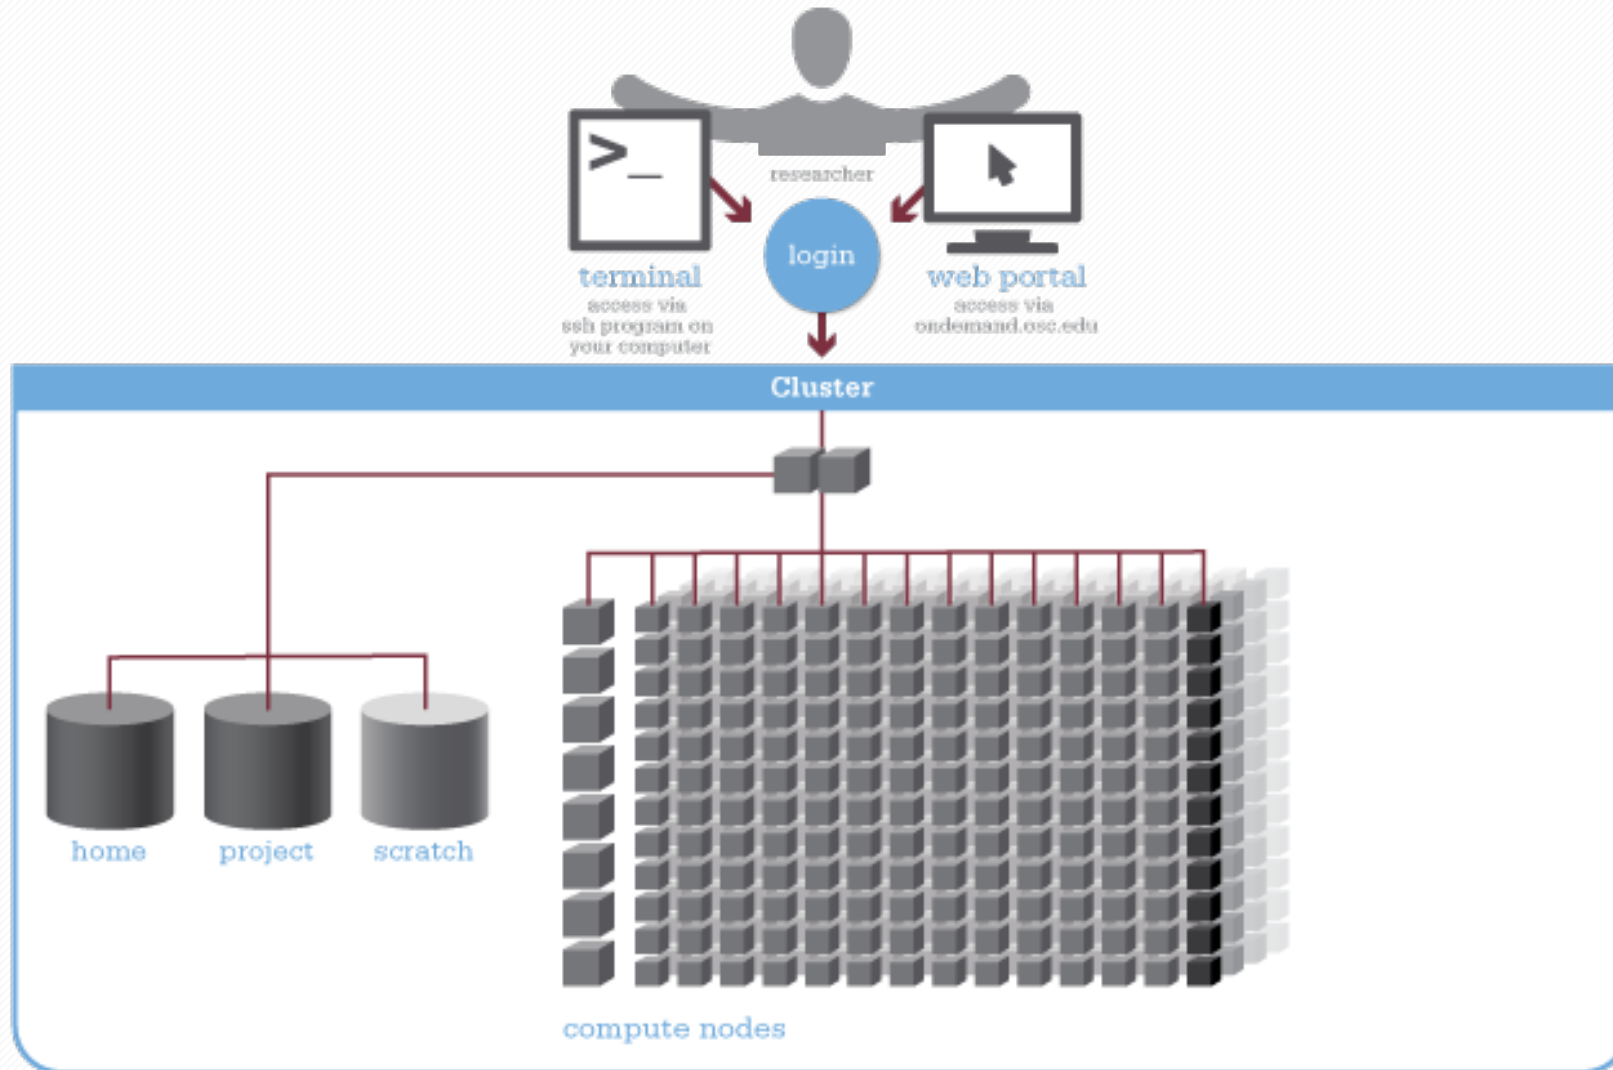 >_
researcher
login
terminal
access via
ssh program on
your computer
web portal
access via
ondemand.osc.edu
Cluster
home
project
scratch
compute nodes